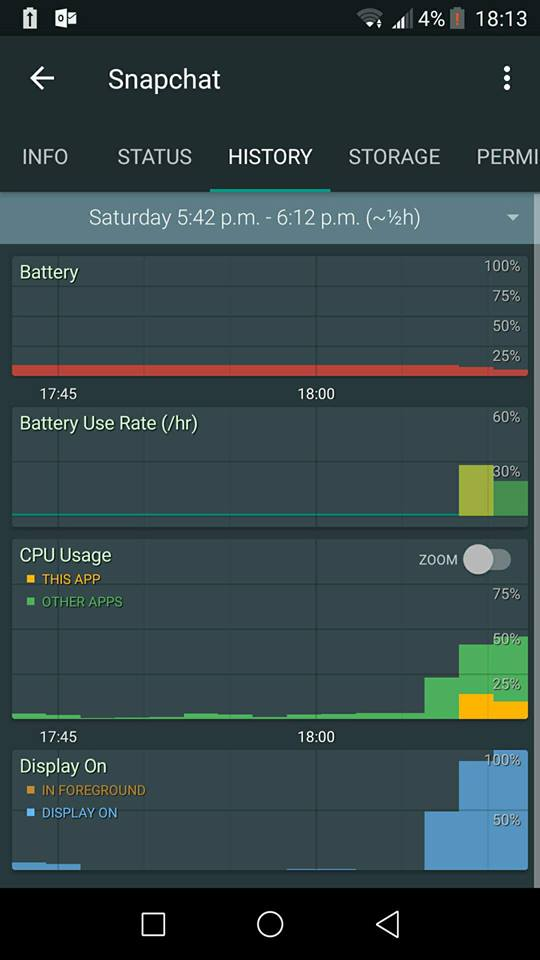 4% 18:13
Snapchat
INFO STATUS HISTORY STORAGE PERMI
Saturday 5:42 p.m. - 6:12 p.m. (~½h)
Battery
100%
75%
50%
25%
17:45 18:00
Battery Use Rate (/hr)
60%
30%
CPU Usage
ZOOM
THIS APP
75%
OTHER APPS
50%
25%
17:45 18:00
Display On
100%
IN FOREGROUND
DISPLAY ON
50%